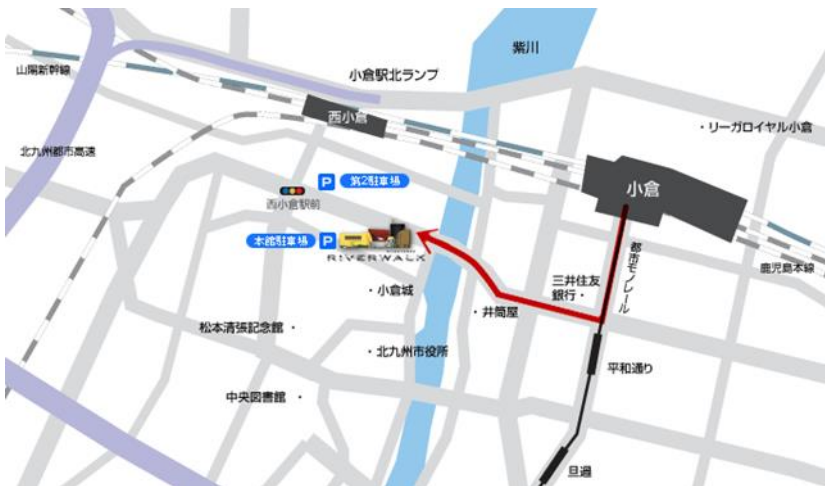 紫川
小倉駅北ランプ
山陽新幹線
西小倉
・リーガロイヤル小倉
北九州都市高速
P 第2駐車場
小倉
西小倉駅前
本館駐車場 P
RIVERWALK
都市モノレール
鹿児島本線
三井住友
銀行・
・小倉城
・井筒屋
松本清張記念館 ・
・北九州市役所
平和通り
中央図書館 ・
旦過